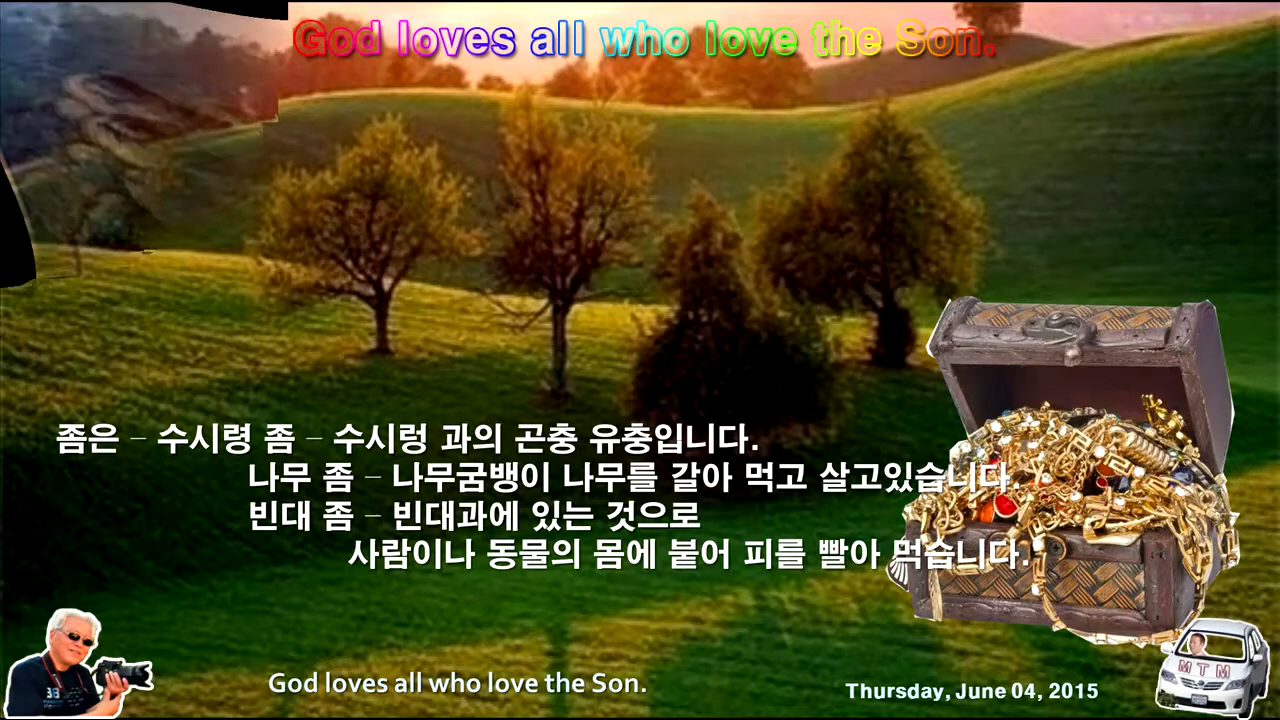 God loves all who love the Son.
좀은 – 수시령 좀 – 수시렁 과의 곤충 유충입니다.
나무 좀 – 나무굼뱅이 나무를 갈아 먹고 살고있습니다.
빈대 좀 – 빈대과에 있는 것으로
사람이나 동물의 몸에 붙어 피를 빨아 먹습니다.
God loves all who love the Son.
Thursday, June 04, 2015
MTM